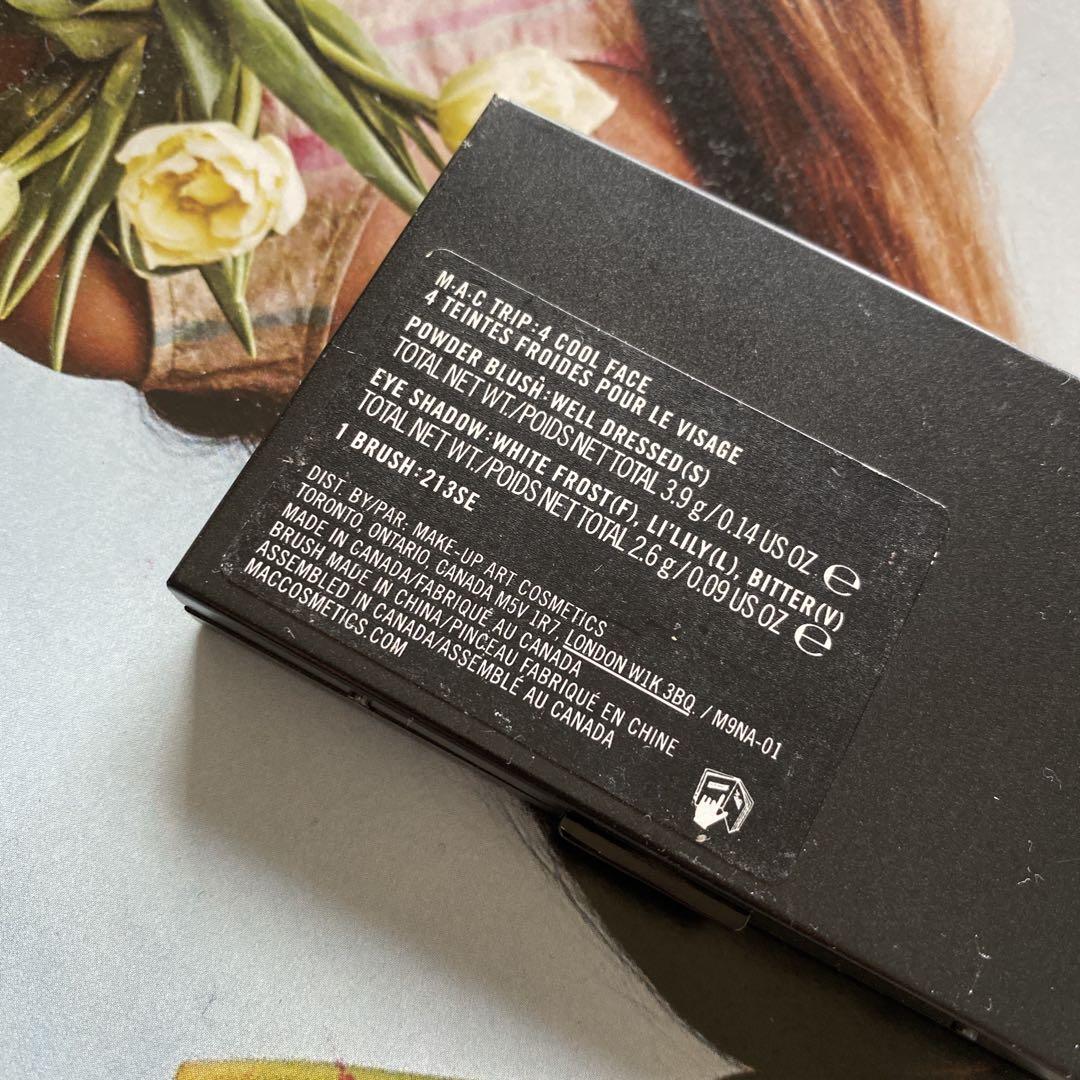 M·A·C TRIP:4 COOL FACE
4 TEINTES FROIDES POUR LE VISAGE
POWDER BLUSH:WELL DRESSED(S)
TOTAL NET WT./POIDS NET TOTAL 3.9 g/0.14 US OZ ℮
EYE SHADOW:WHITE FROST(F), LI'LILY(L), BITTER(V)
TOTAL NET WT./POIDS NET TOTAL 2.6 g/0.09 US OZ ℮
1 BRUSH:213SE
DIST. BY/PAR. MAKE-UP ART COSMETICS
TORONTO, ONTARIO, CANADA M5V 1R7, LONDON W1K 3BQ / M9NA-01
MADE IN CANADA/FABRIQUÉ AU CANADA
BRUSH MADE IN CHINA/PINCEAU FABRIQUÉ EN CHINE
ASSEMBLED IN CANADA/ASSEMBLÉ AU CANADA
MACCOSMETICS.COM